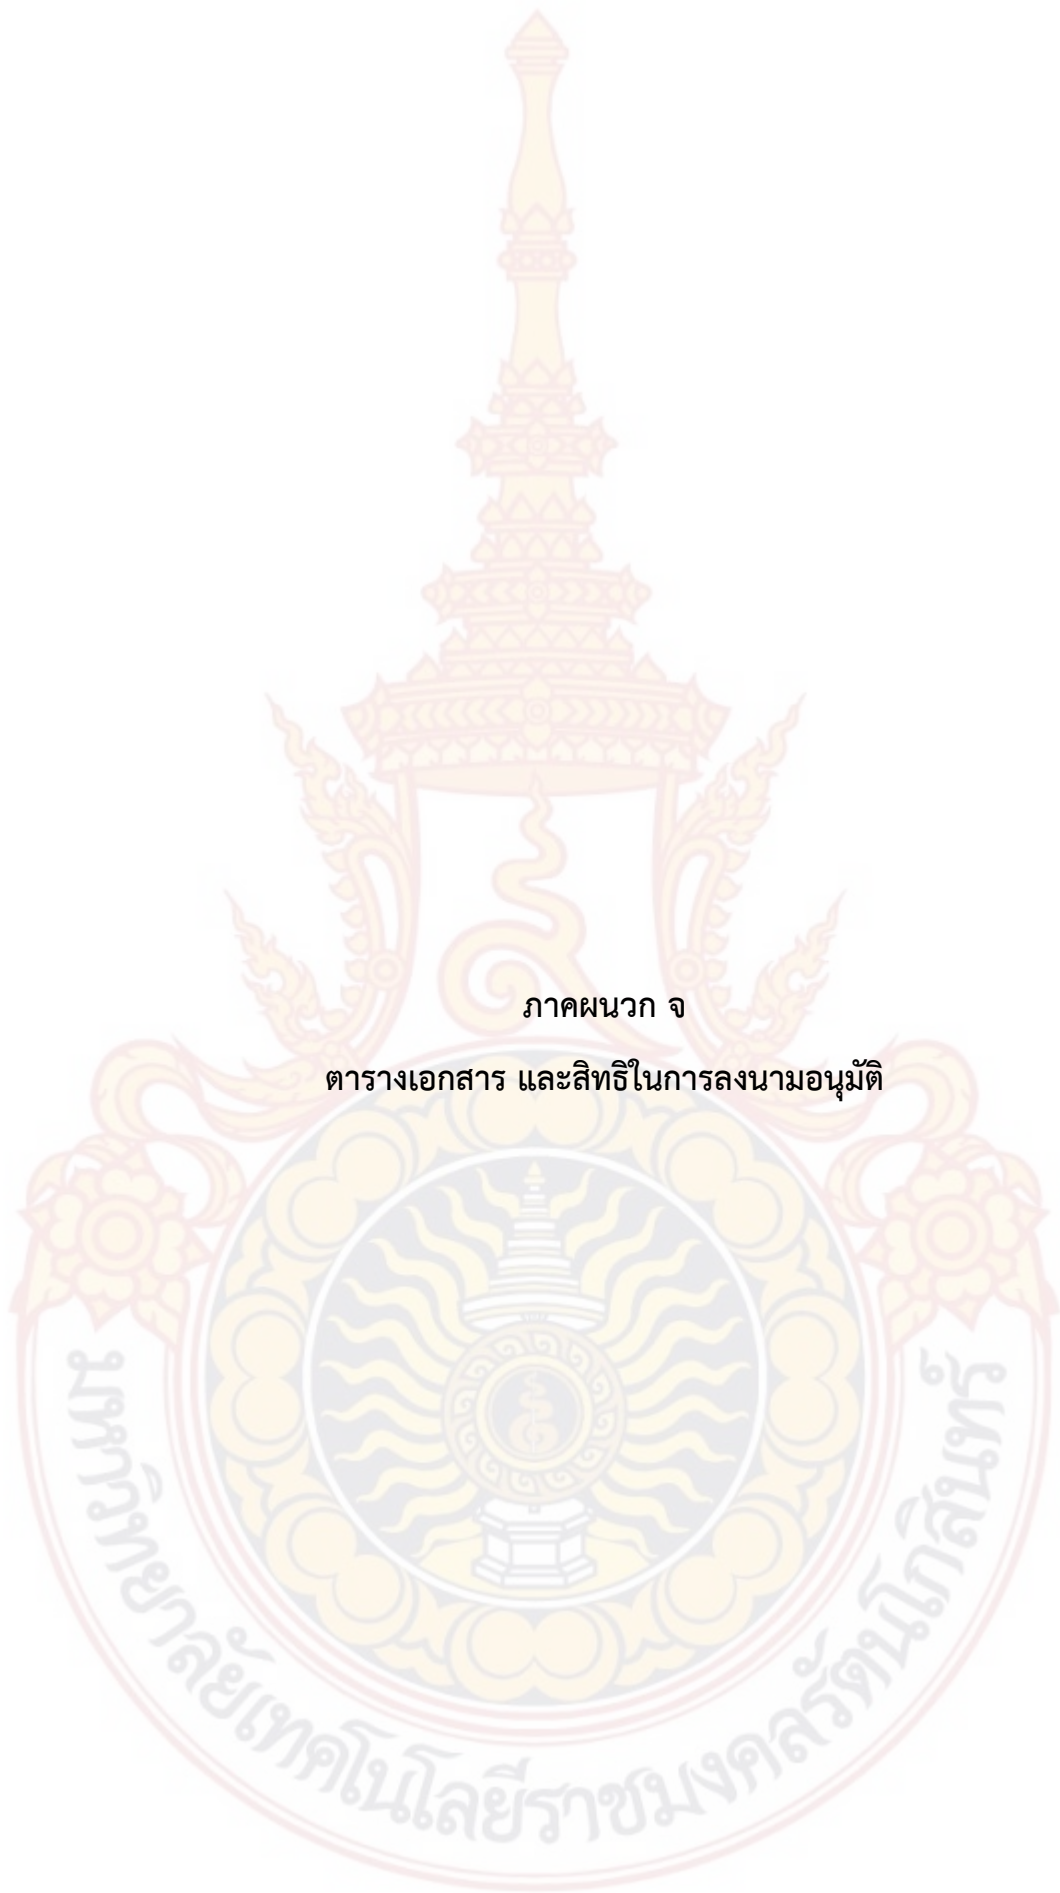 ภาคผนวก จ
ตารางเอกสาร และสิทธิในการลงนามอนุมัติ
มหาวิทยาลัยเทคโนโลยีราชมงคลรัตนโกสินทร์